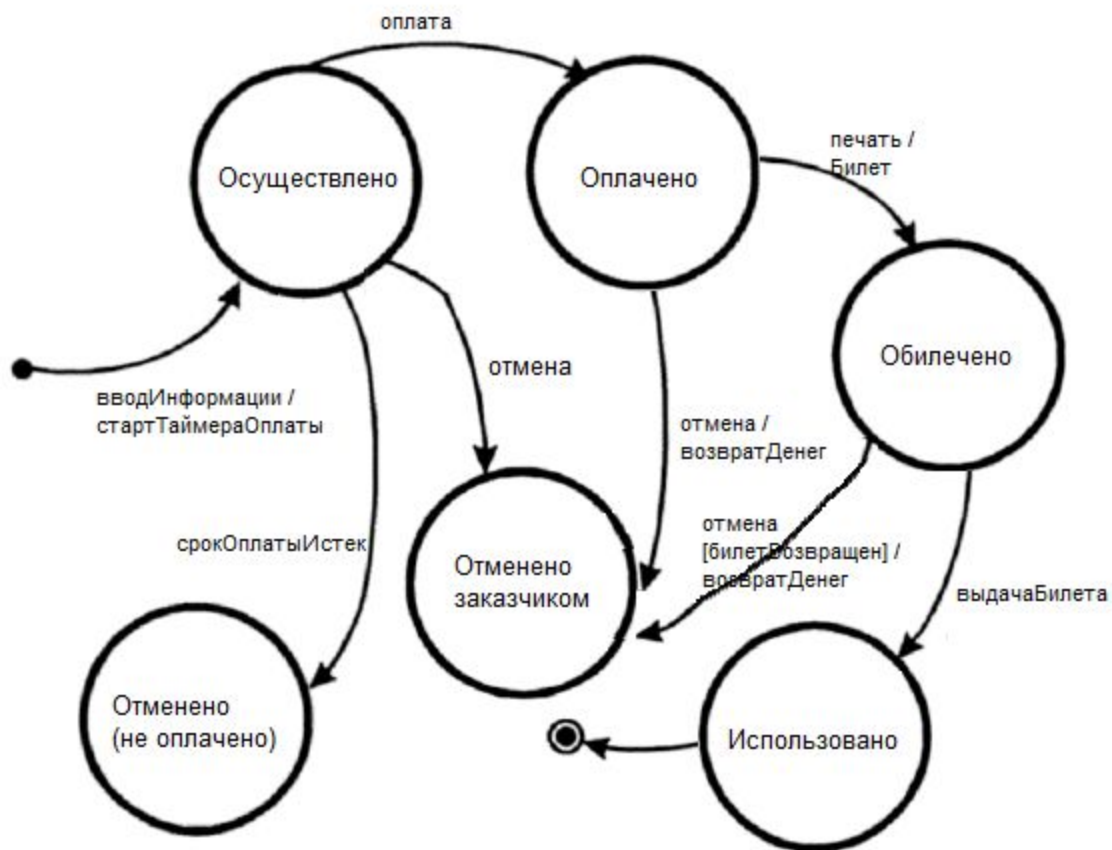 оплата
Осуществлено
Оплачено
печать /
Билет
Обилечено
вводИнформации /
стартТаймераОплаты
отмена
отмена /
возвратДенег
срокОплатыИстек
отмена
[билетВозвращен] /
возвратДенег
Отменено
заказчиком
выдачаБилета
Отменено
(не оплачено)
Использовано